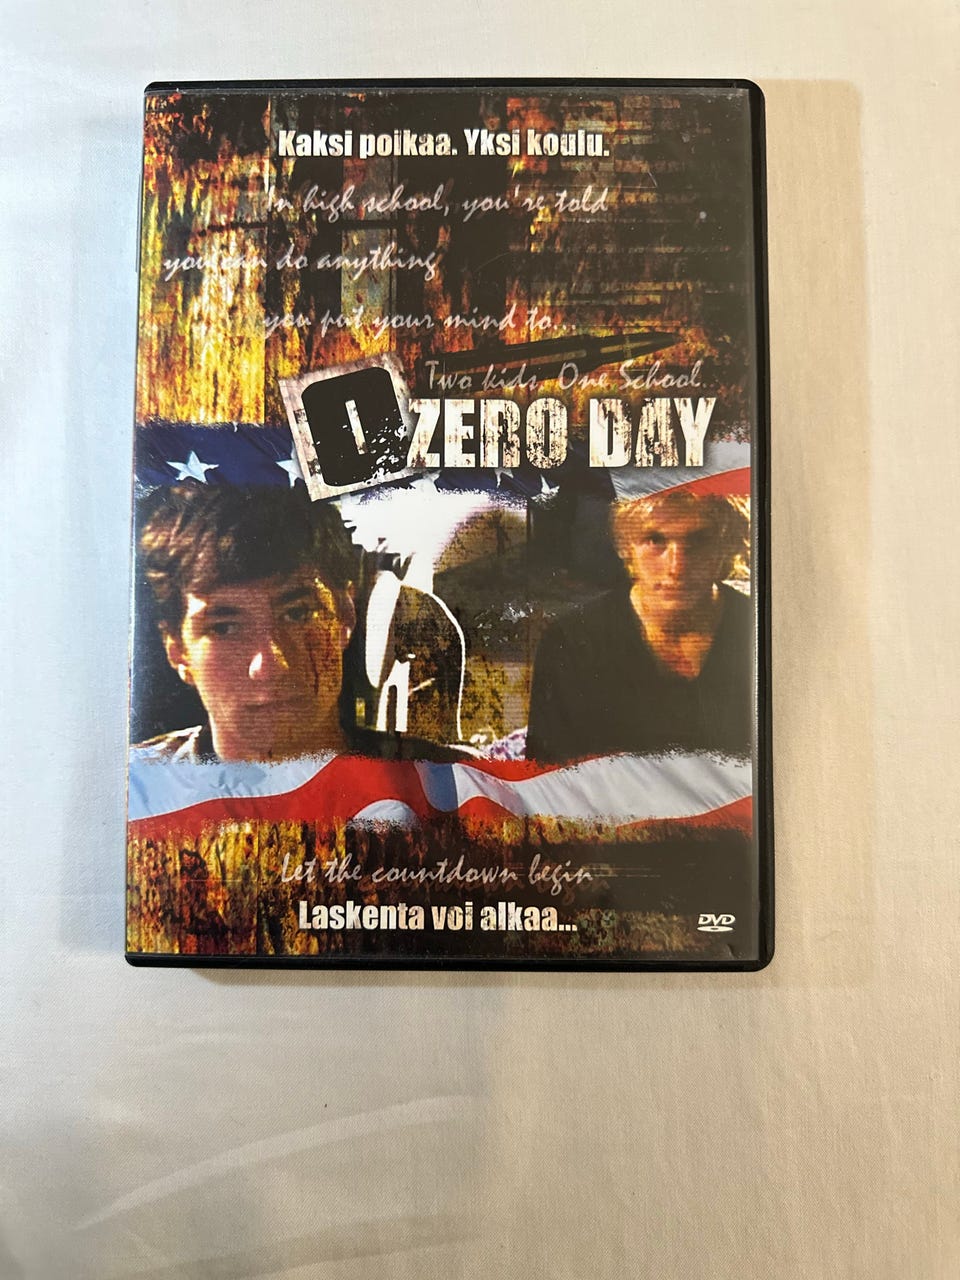 Kaksi poikaa. Yksi koulu.
In high school, you're told
you can do anything
you put your mind to...
Two kids. One School.
ZERO DAY
Let the countdown begin
Laskenta voi alkaa...
DVD